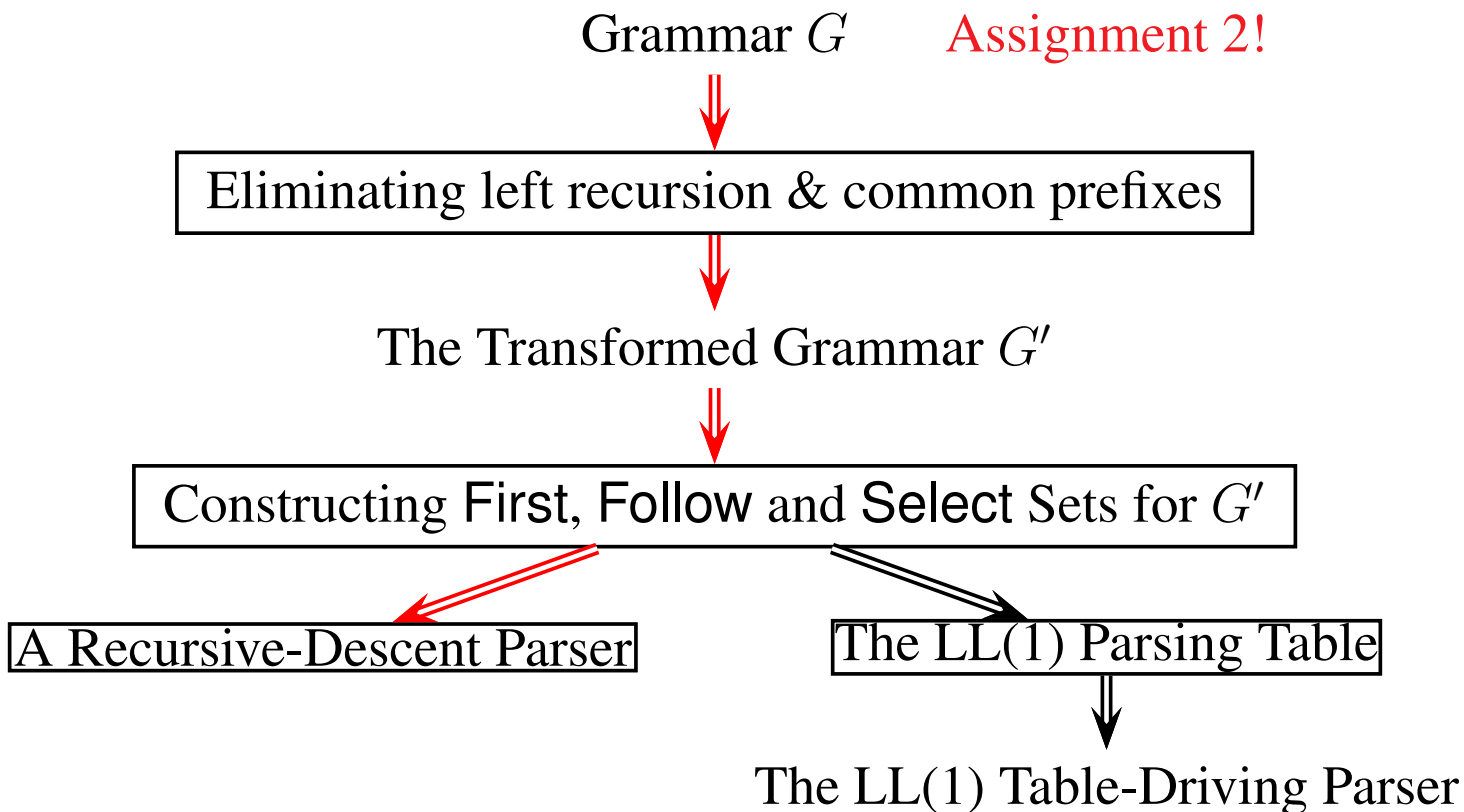 Grammar G Assignment 2!
Eliminating left recursion & common prefixes
The Transformed Grammar G′
Constructing First, Follow and Select Sets for G′
A Recursive-Descent Parser
The LL(1) Parsing Table
The LL(1) Table-Driving Parser